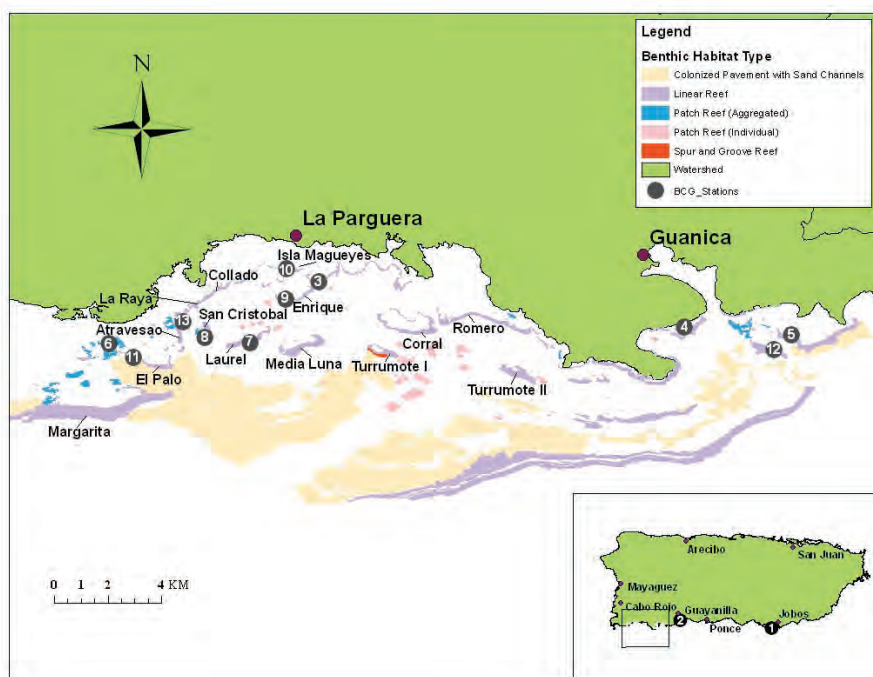 Legend
Benthic Habitat Type
Colonized Pavement with Sand Channels
Linear Reef
Patch Reef (Aggregated)
Patch Reef (Individual)
Spur and Groove Reef
Watershed
BCG_Stations
N
La Parguera
Guanica
Isla Magueyes
10
3
Collado
9
Enrique
La Raya
San Cristobal
13
Atravesao
8
6
7
Laurel
11
Media Luna
El Palo
Margarita
Corral
Romero
Turrumote I
Turrumote II
4
5
12
0 1 2 4 KM
Arecibo
San Juan
Mayaguez
Cabo Rojo
Guayanilla
Jobos
2
Ponce
1